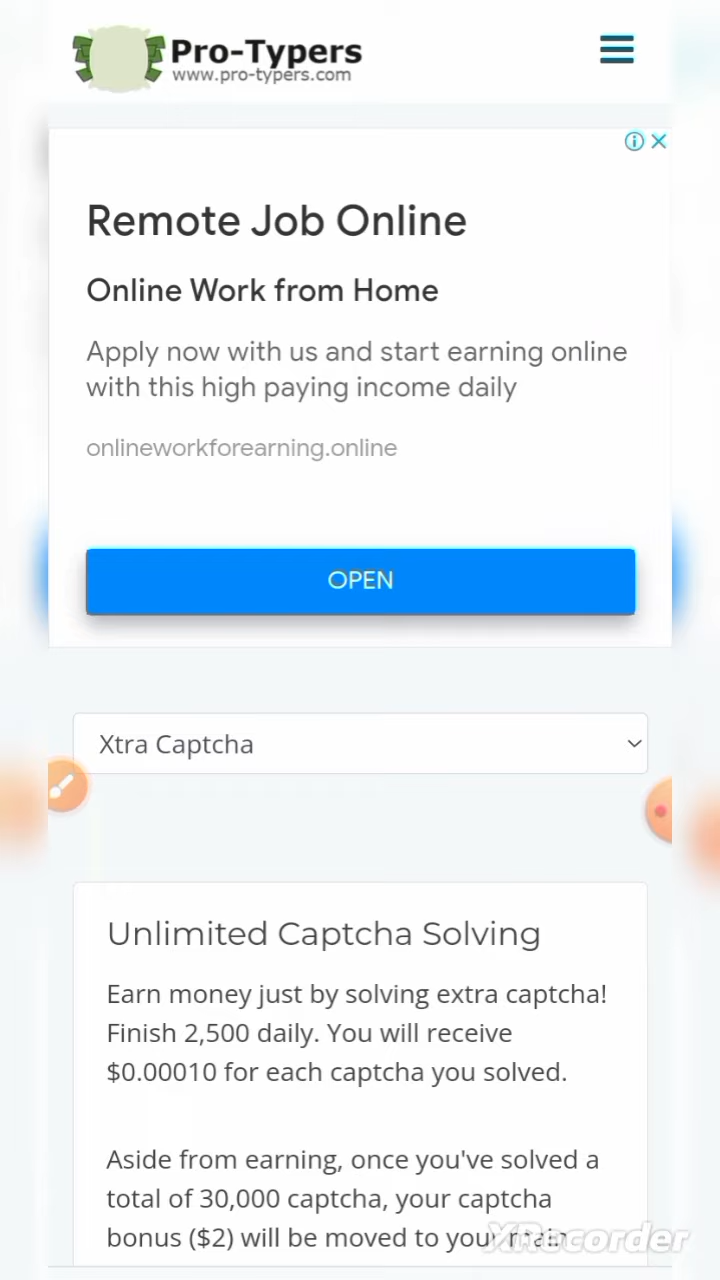 Pro-Typers
www.pro-typers.com
Remote Job Online
Online Work from Home
Apply now with us and start earning online
with this high paying income daily
onlineworkforearning.online
OPEN
Xtra Captcha
Unlimited Captcha Solving
Earn money just by solving extra captcha!
Finish 2,500 daily. You will receive
$0.00010 for each captcha you solved.
Aside from earning, once you've solved a
total of 30,000 captcha, your captcha
bonus ($2) will be moved to your main
XRecorder